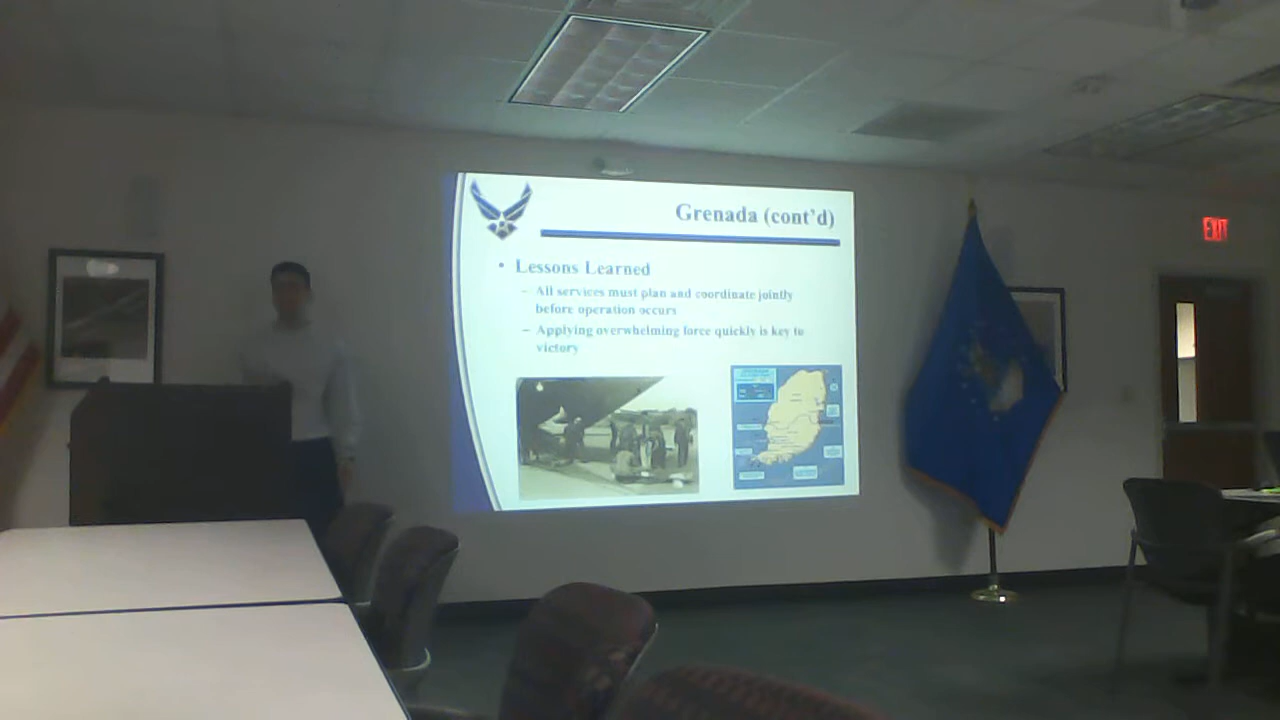 Grenada (cont'd)
• Lessons Learned
– All services must plan and coordinate jointly
before operation occurs
– Applying overwhelming force quickly is key to
victory
EXIT